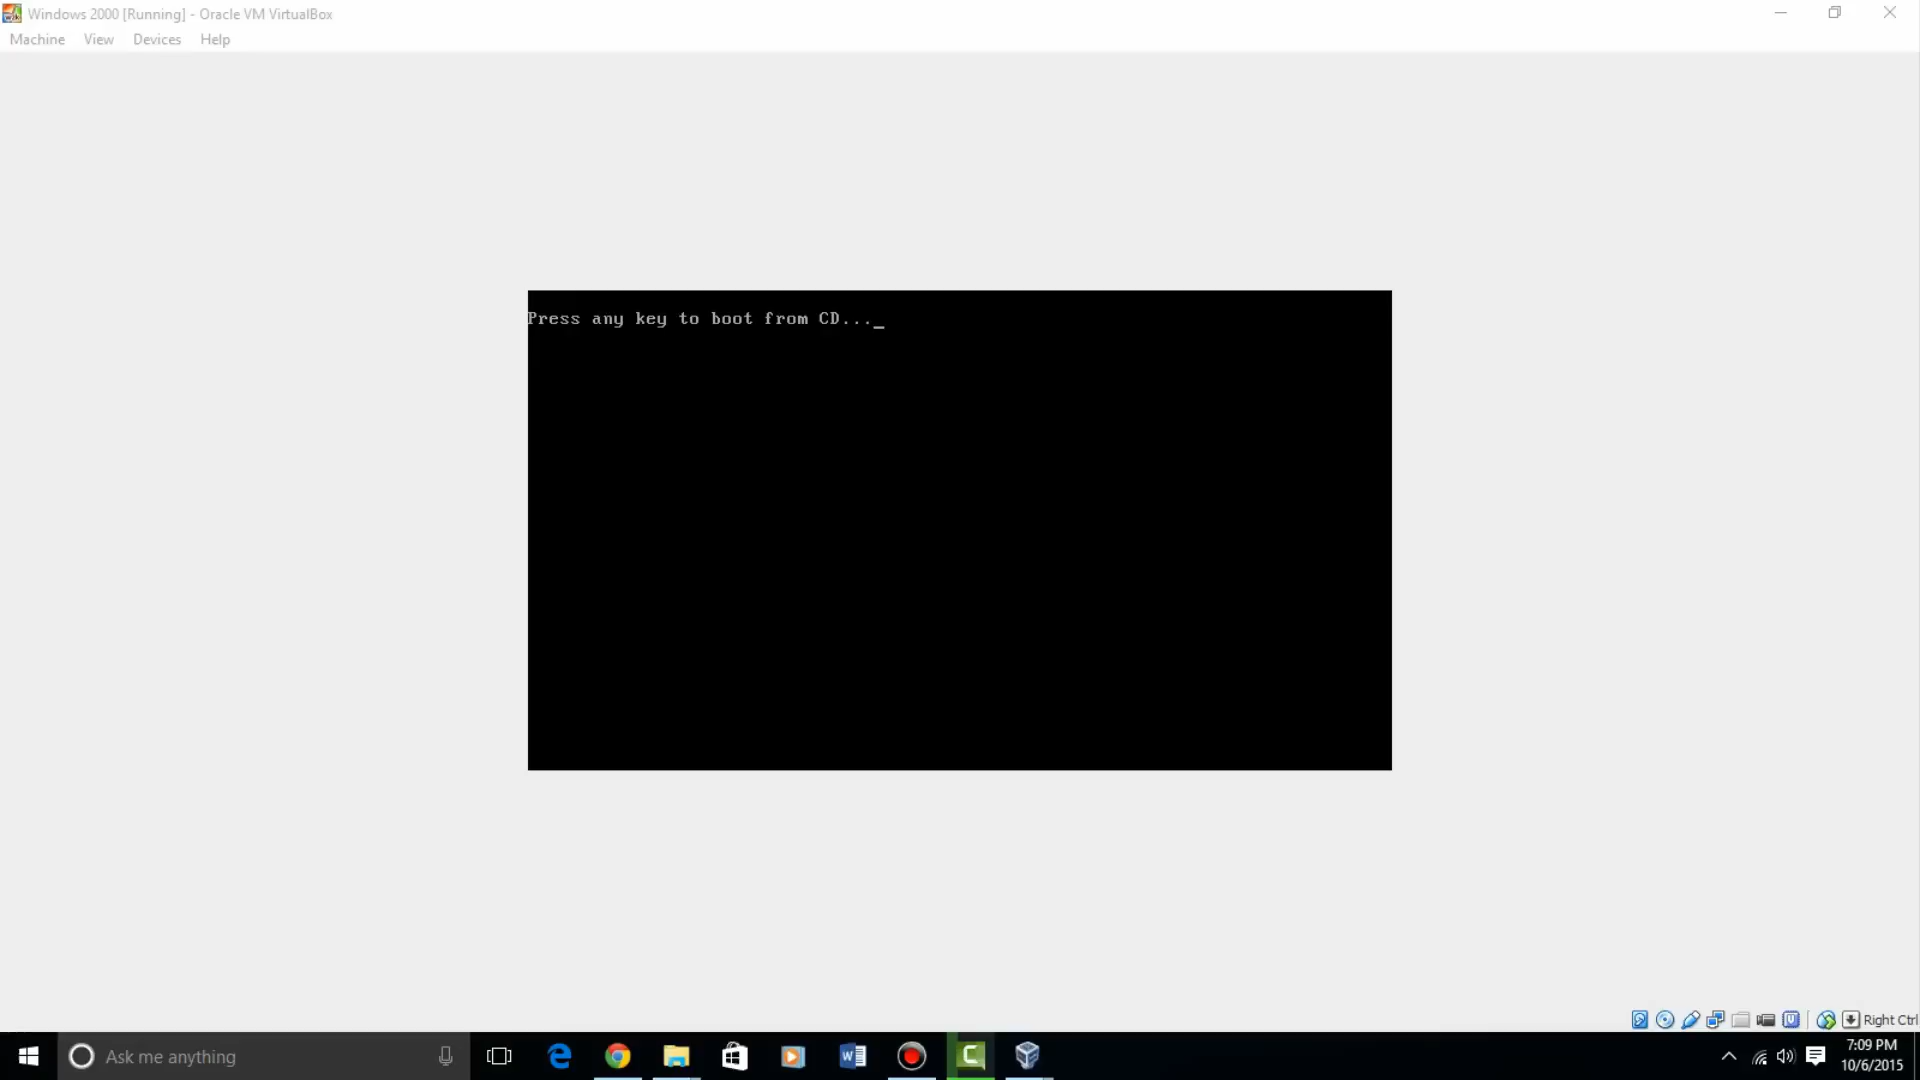 Windows 2000 [Running] - Oracle VM VirtualBox
Machine View Devices Help
Press any key to boot from CD..._
Right Ctrl
Ask me anything
7:09 PM
10/6/2015